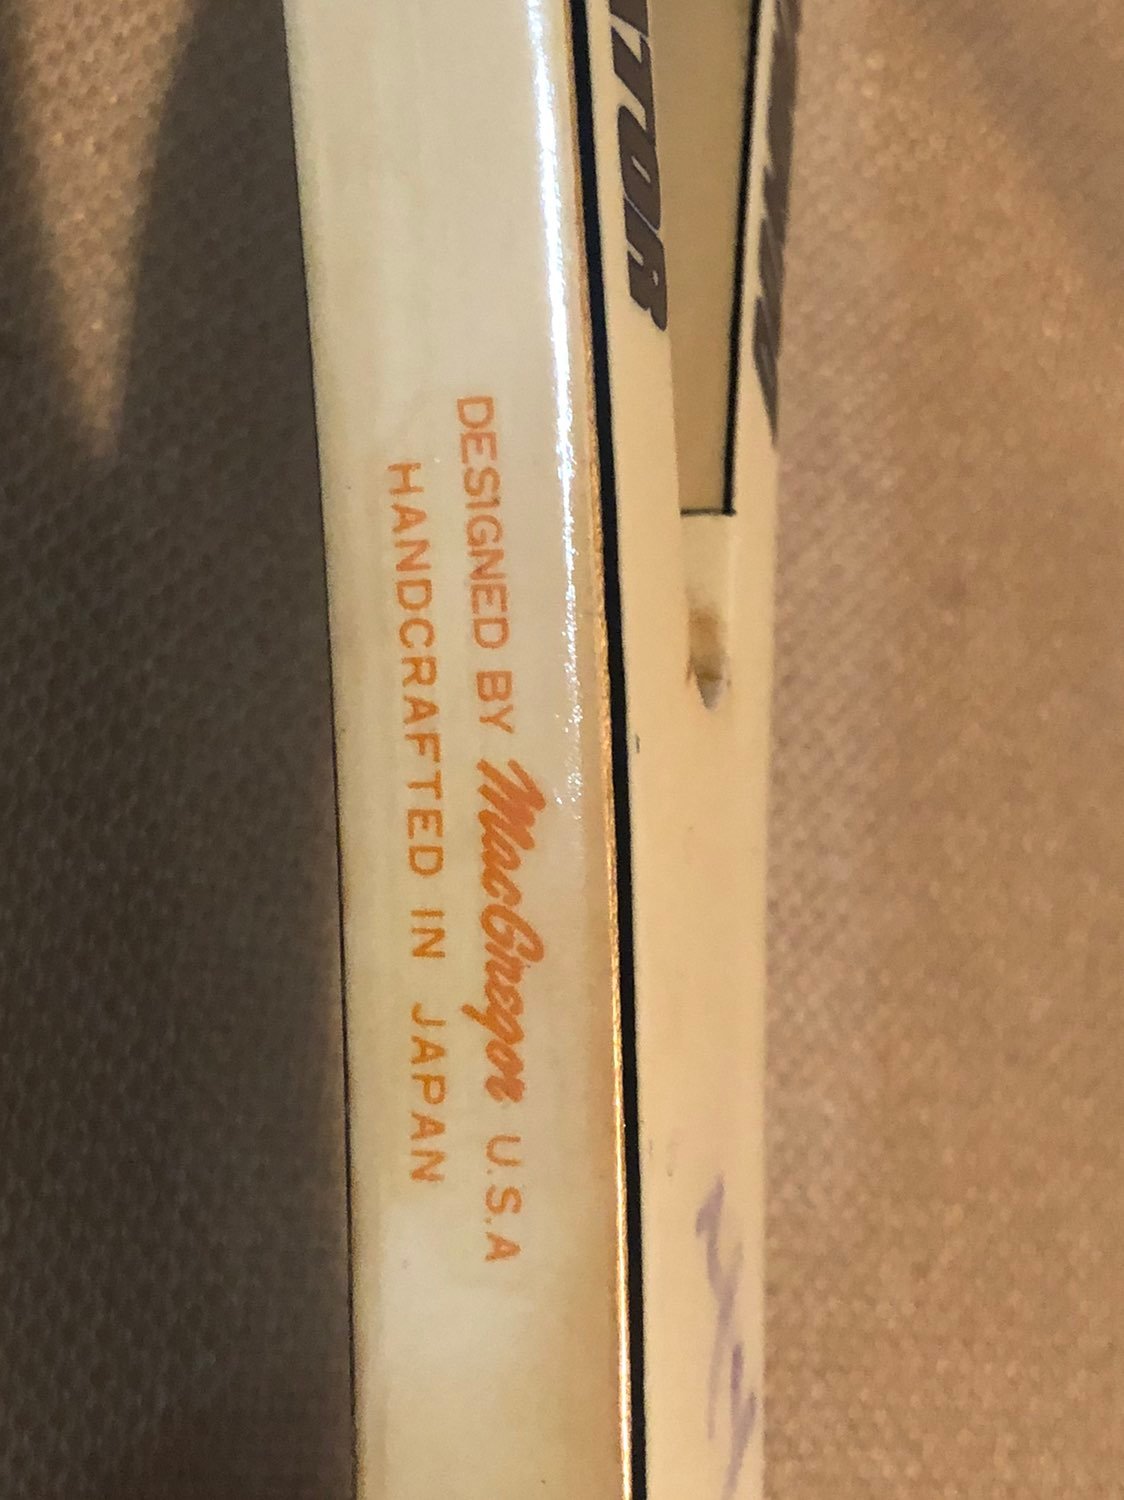 DESIGNED BY MacGregor U.S.A
HANDCRAFTED IN JAPAN